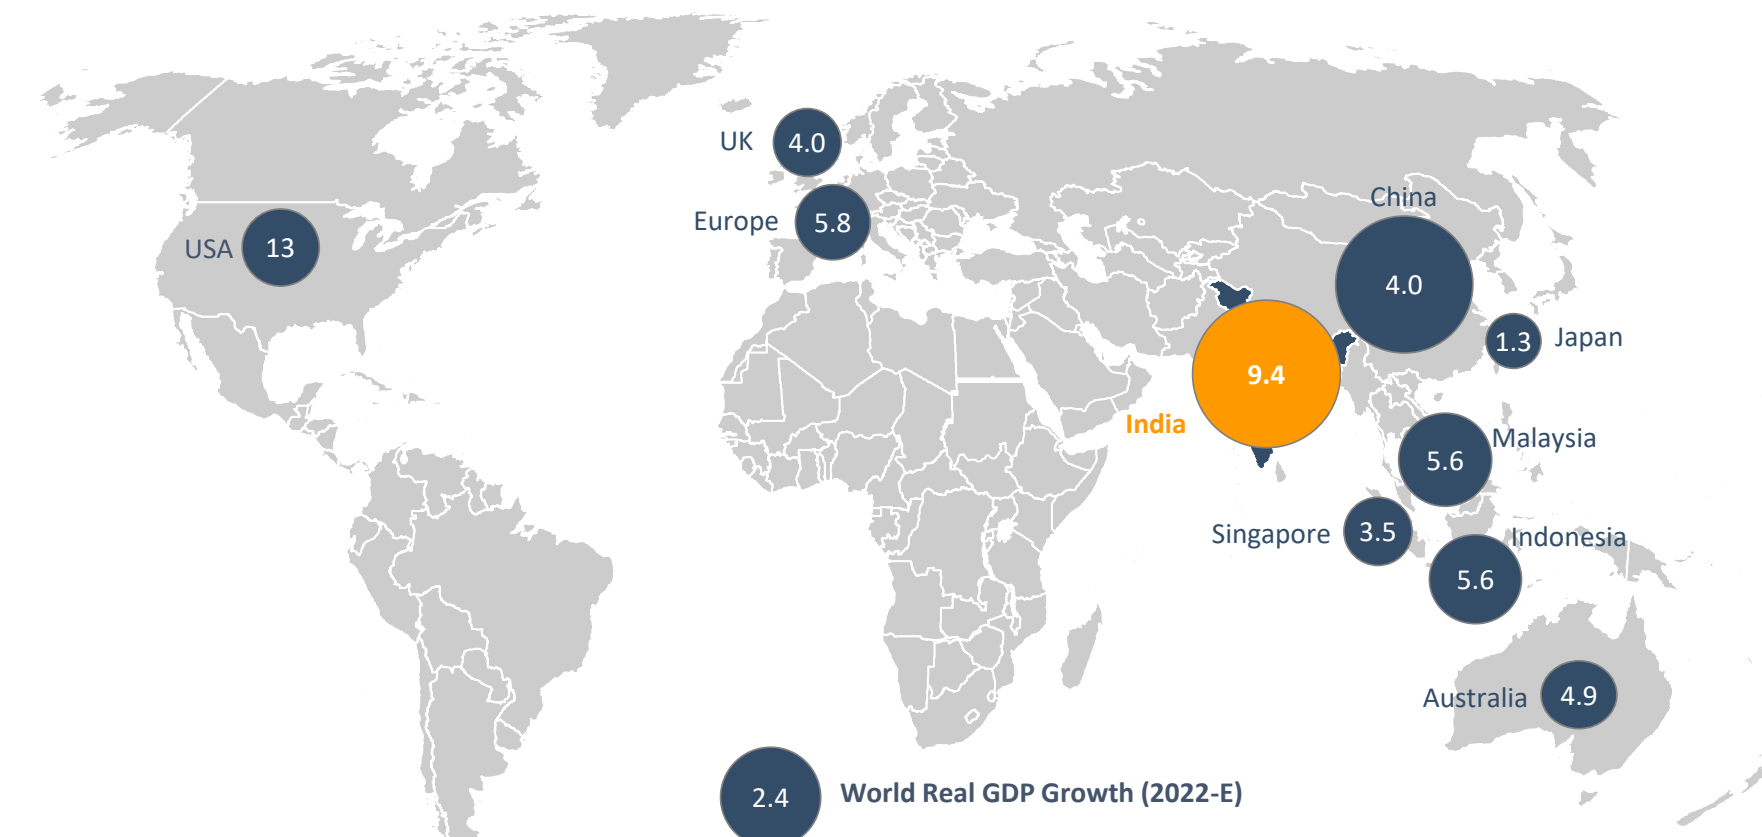 UK 4.0
China
Europe 5.8
USA 13
4.0
1.3 Japan
9.4
India
Malaysia
5.6
Singapore 3.5
Indonesia
5.6
Australia 4.9
2.4 World Real GDP Growth (2022-E)